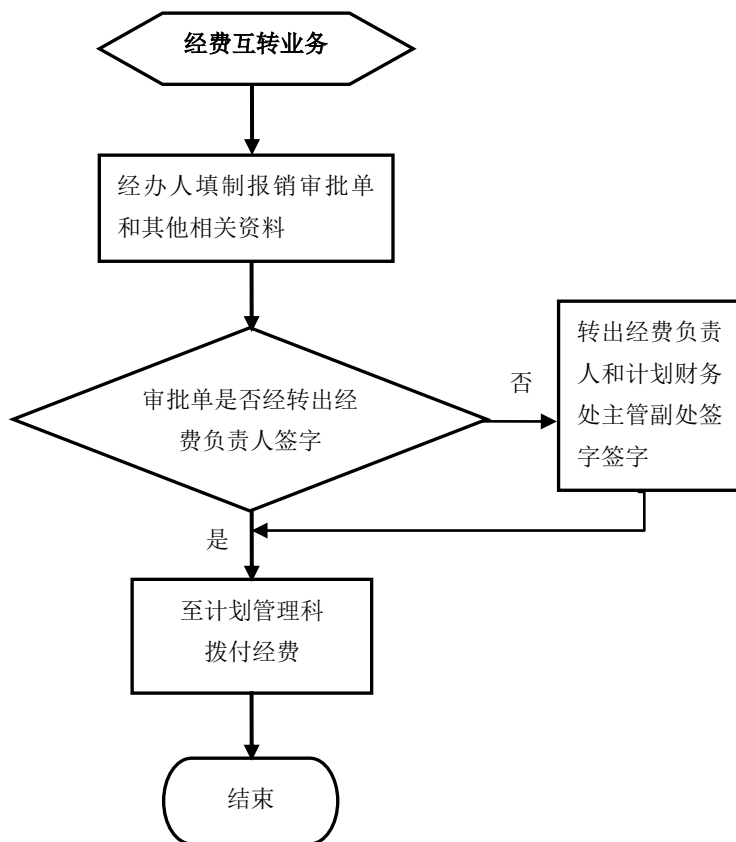 经费互转业务
经办人填制报销审批单
和其他相关资料
审批单是否经转出经
费负责人签字
否
转出经费负责
人和计划财务
处主管副处签
字签字
是
至计划管理科
拨付经费
结束